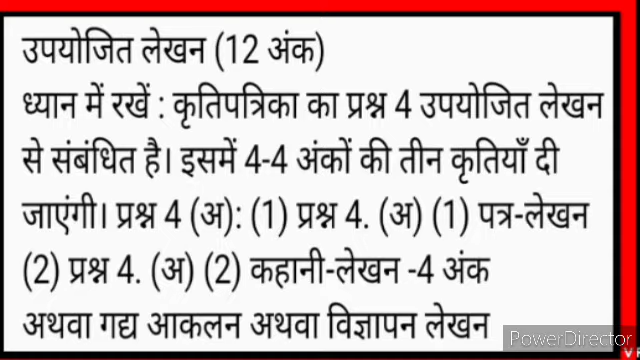 उपयोजित लेखन (12 अंक)
ध्यान में रखें : कृतिपत्रिका का प्रश्न 4 उपयोजित लेखन
से संबंधित है। इसमें 4-4 अंकों की तीन कृतियाँ दी
जाएंगी। प्रश्न 4 (अ): (1) प्रश्न 4. (अ) (1) पत्र-लेखन
(2) प्रश्न 4. (अ) (2) कहानी-लेखन -4 अंक
अथवा गद्य आकलन अथवा विज्ञापन लेखन
PowerDirector